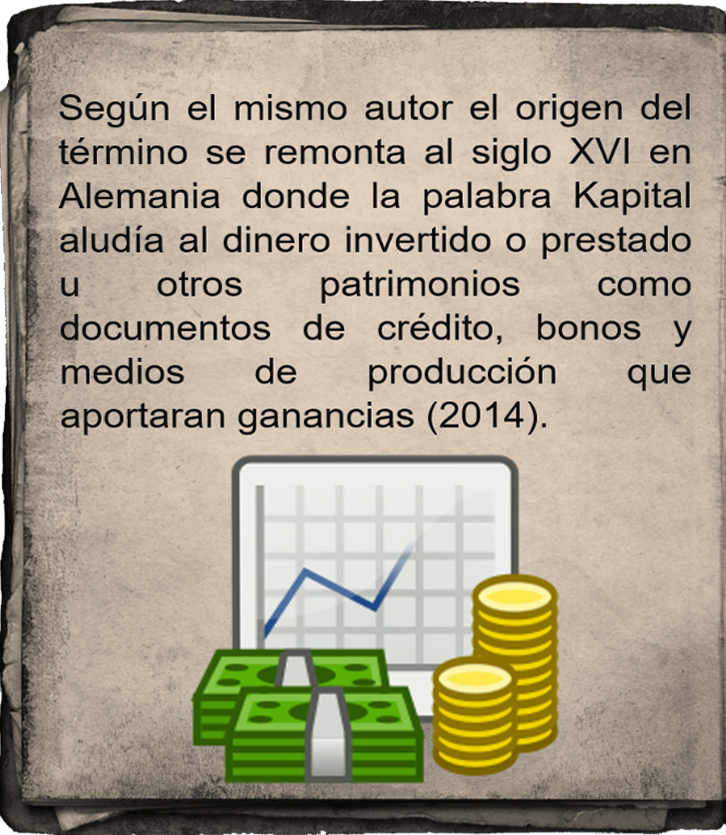 Según el mismo autor el origen del
término se remonta al siglo XVI en
Alemania donde la palabra Kapital
aludía al dinero invertido o prestado
u otros patrimonios como
documentos de crédito, bonos y
medios de producción que
aportaran ganancias (2014).